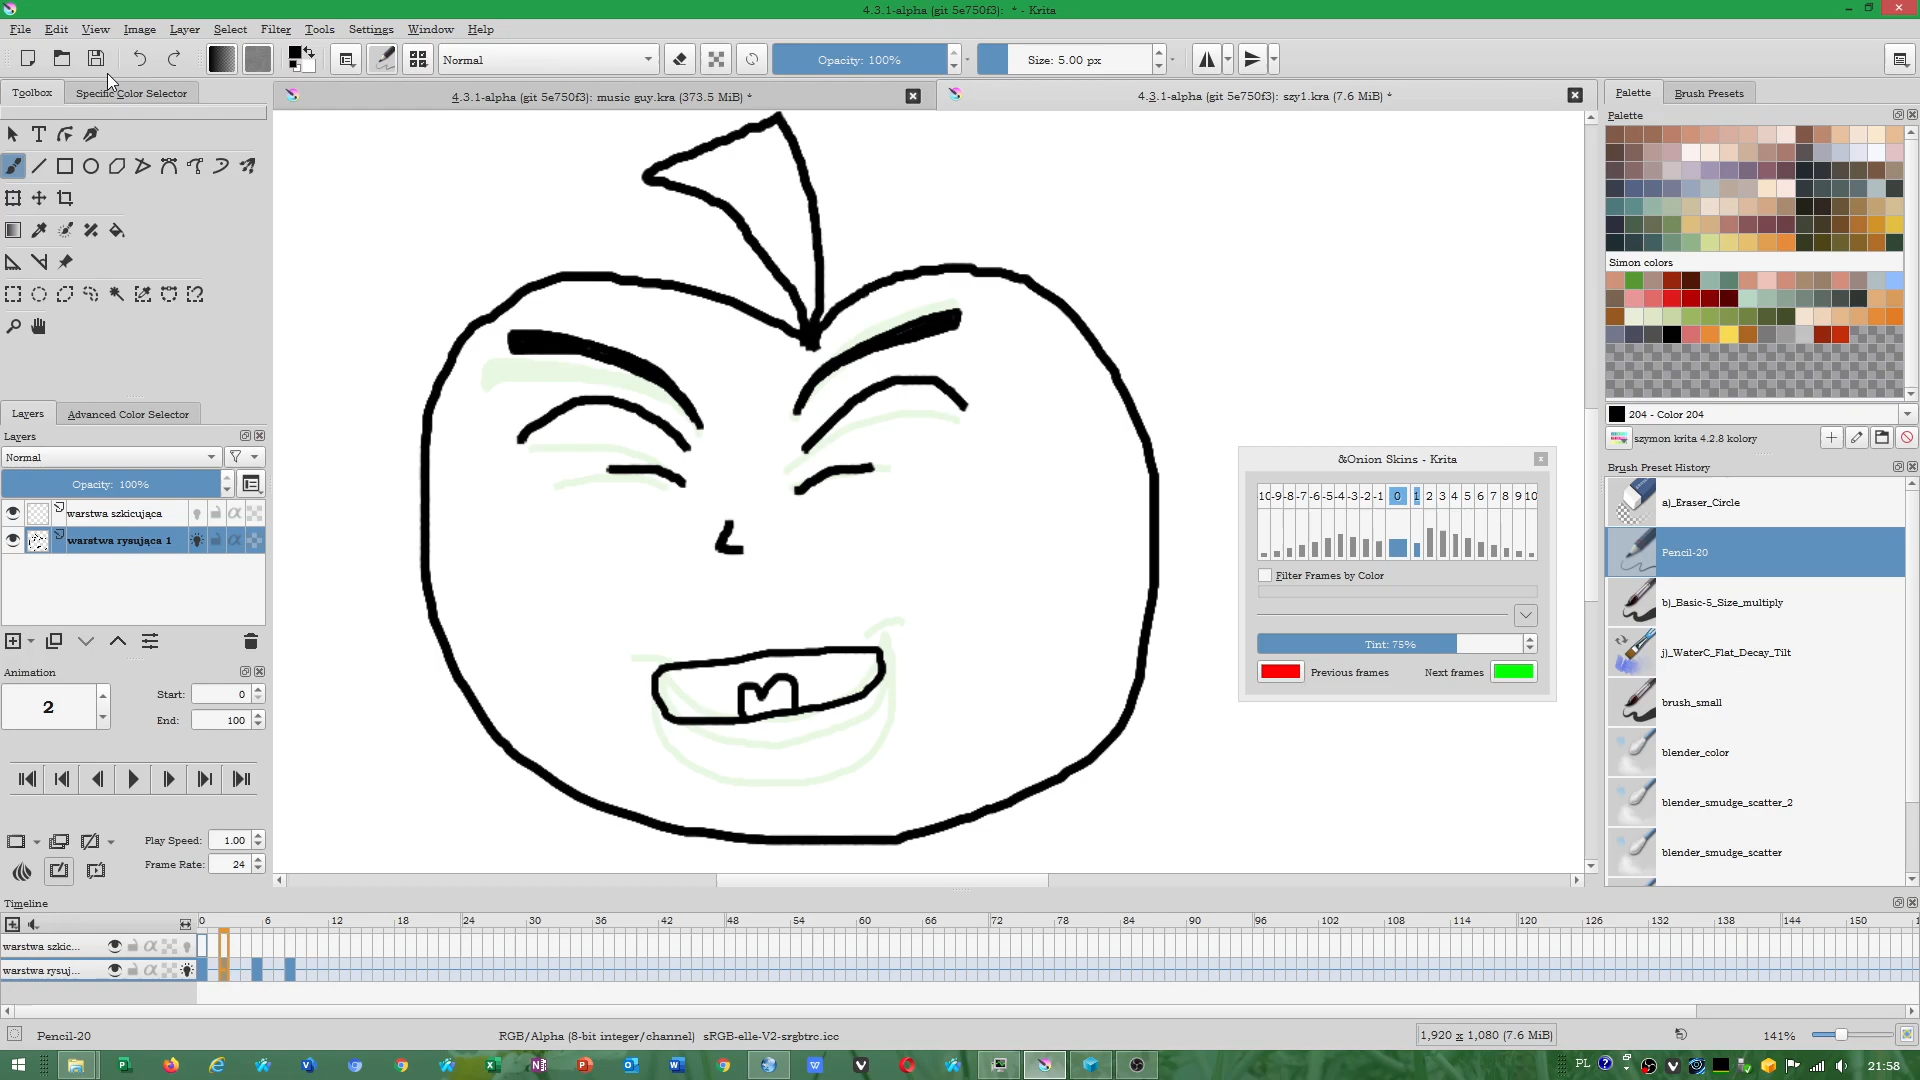 4.3.1-alpha (git 5e750f3): * - Krita
File Edit View Image Layer Select Filter Tools Settings Window Help
Normal
Opacity: 100%
Size: 5.00 px
Toolbox
Specific Color Selector
4.3.1-alpha (git 5e750f3): music guy.kra (373.5 MiB) *
4.3.1-alpha (git 5e750f3): szy1.kra (7.6 MiB) *
Palette
Brush Presets
Palette
Simon colors
204 - Color 204
szymon krita 4.2.8 kolory
Brush Preset History
a)_Eraser_Circle
Pencil-20
b)_Basic-5_Size_multiply
j)_WaterC_Flat_Decay_Tilt
brush_small
blender_color
blender_smudge_scatter_2
blender_smudge_scatter
Layers
Advanced Color Selector
Layers
Normal
Opacity: 100%
warstwa szkicująca
warstwa rysująca 1
Animation
2
Start: 0
End: 100
Play Speed: 1.00
Frame Rate: 24
&Onion Skins - Krita
10 -9 -8 -7 -6 -5 -4 -3 -2 -1 0 1 2 3 4 5 6 7 8 9 10
Filter Frames by Color
Tint: 75%
Previous frames
Next frames
Timeline
0 6 12 18 24 30 36 42 48 54 60 66 72 78 84 90 96 102 108 114 120 126 132 138 144 150
warstwa szkic...
warstwa rysuj...
Pencil-20
RGB/Alpha (8-bit integer/channel) sRGB-elle-V2-srgbtrc.icc
1,920 x 1,080 (7.6 MiB)
141%
PL
21:58